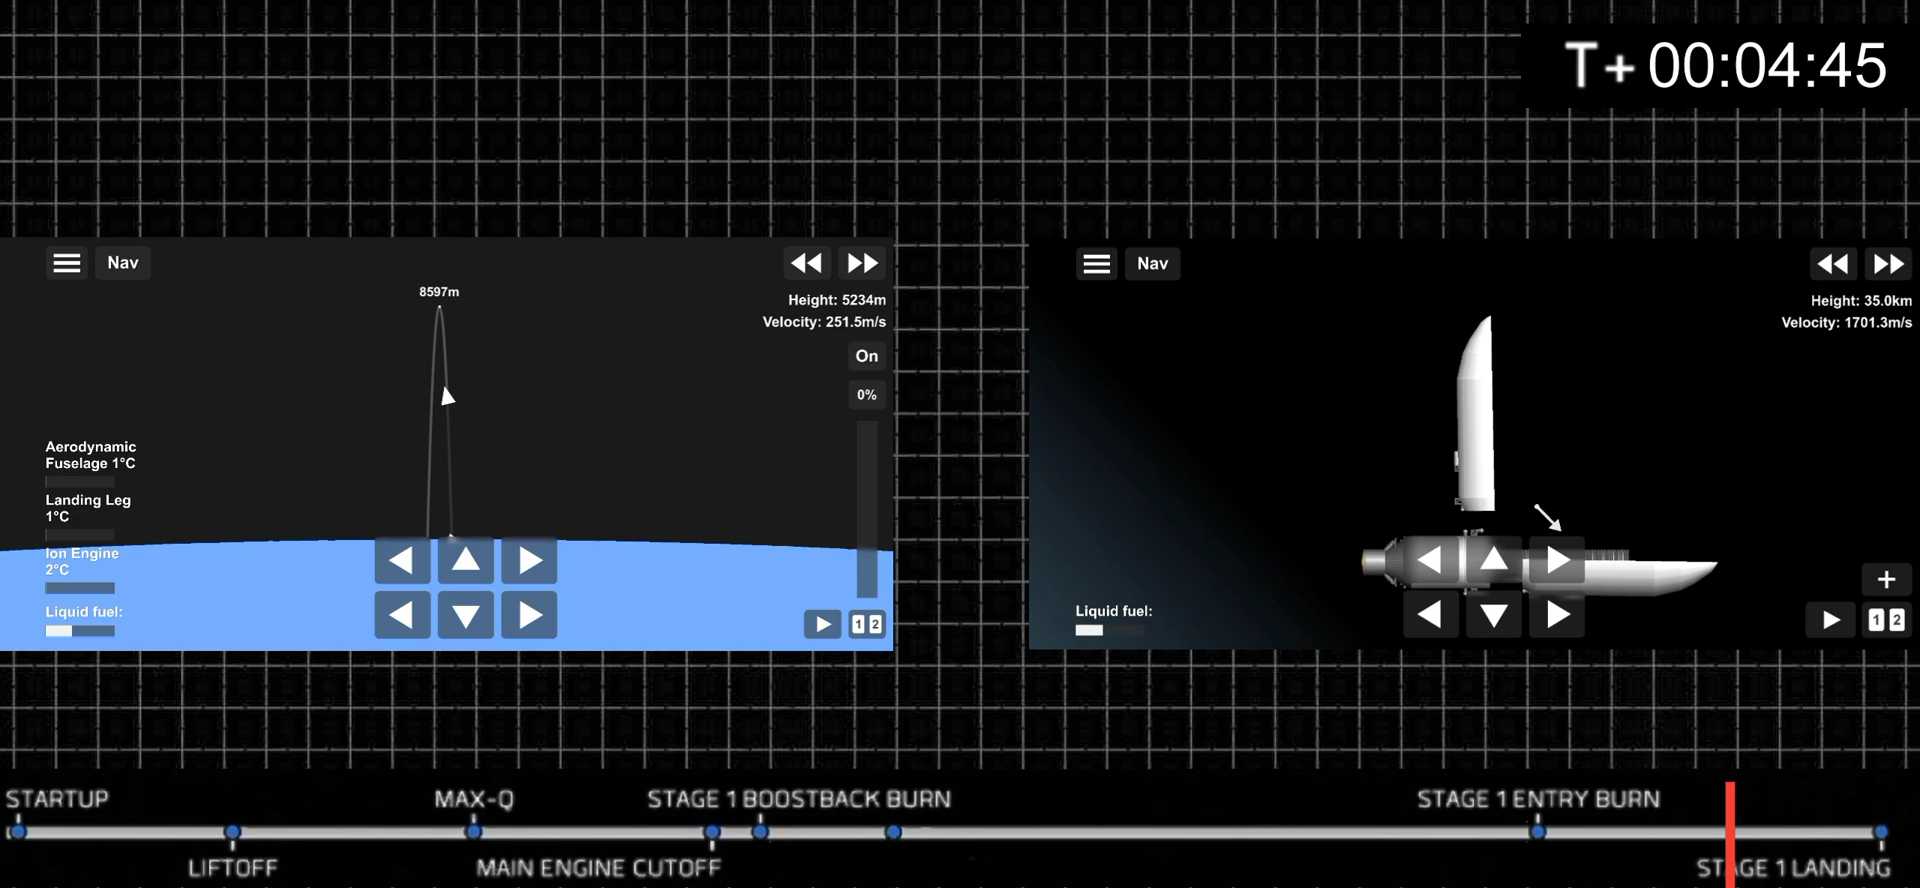 T+ 00:04:45
Nav
8597m
Height: 5234m
Velocity: 251.5m/s
On
0%
Aerodynamic
Fuselage 1°C
Landing Leg
1°C
Ion Engine
2°C
Liquid fuel:
1 2
Nav
Height: 35.0km
Velocity: 1701.3m/s
Liquid fuel:
+
1 2
STARTUP
MAX-Q
STAGE 1 BOOSTBACK BURN
STAGE 1 ENTRY BURN
LIFTOFF
MAIN ENGINE CUTOFF
STAGE 1 LANDING